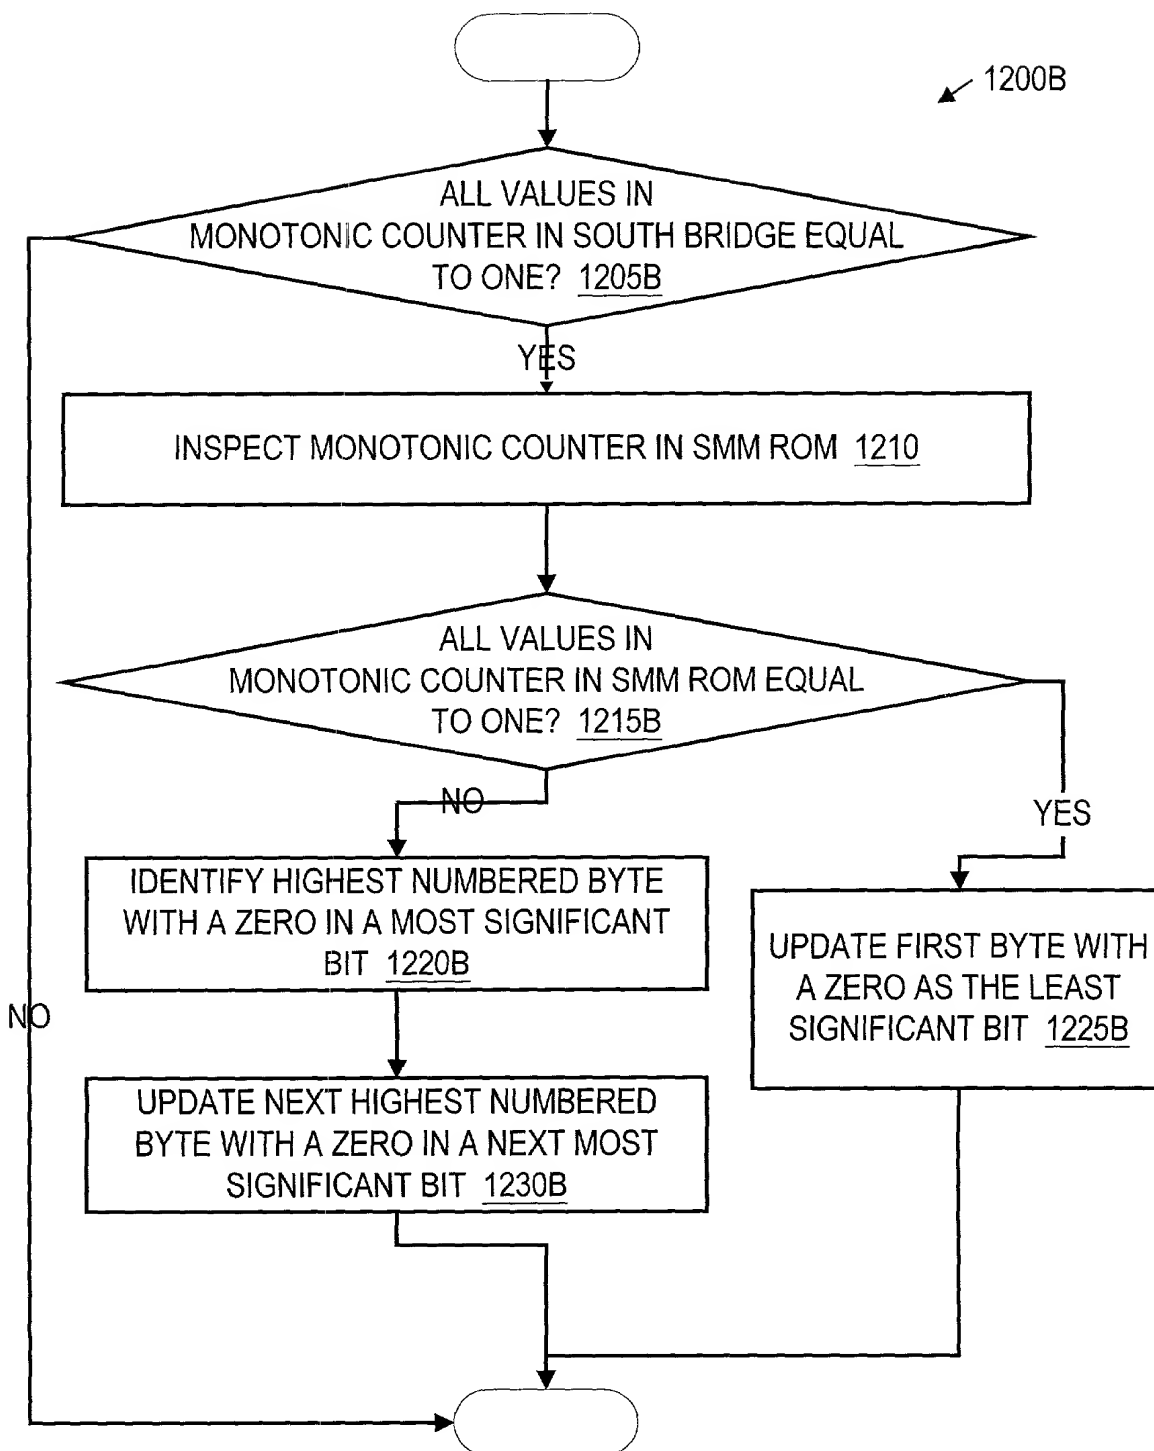 1200B
ALL VALUES IN
MONOTONIC COUNTER IN SOUTH BRIDGE EQUAL
TO ONE? 1205B
YES
INSPECT MONOTONIC COUNTER IN SMM ROM 1210
ALL VALUES IN
MONOTONIC COUNTER IN SMM ROM EQUAL
TO ONE? 1215B
NO
YES
IDENTIFY HIGHEST NUMBERED BYTE
WITH A ZERO IN A MOST SIGNIFICANT
BIT 1220B
UPDATE FIRST BYTE WITH
A ZERO AS THE LEAST
SIGNIFICANT BIT 1225B
NO
UPDATE NEXT HIGHEST NUMBERED
BYTE WITH A ZERO IN A NEXT MOST
SIGNIFICANT BIT 1230B